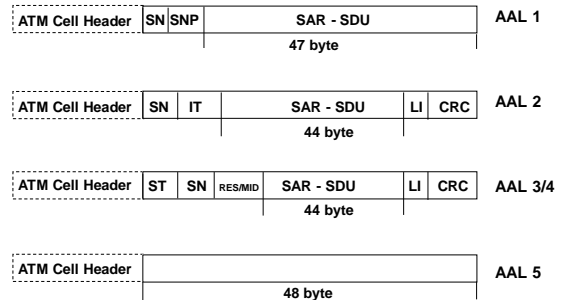 ATM Cell Header SN SNP SAR - SDU AAL 1
47 byte
ATM Cell Header SN IT SAR - SDU LI CRC AAL 2
44 byte
ATM Cell Header ST SN RES/MID SAR - SDU LI CRC AAL 3/4
44 byte
ATM Cell Header AAL 5
48 byte